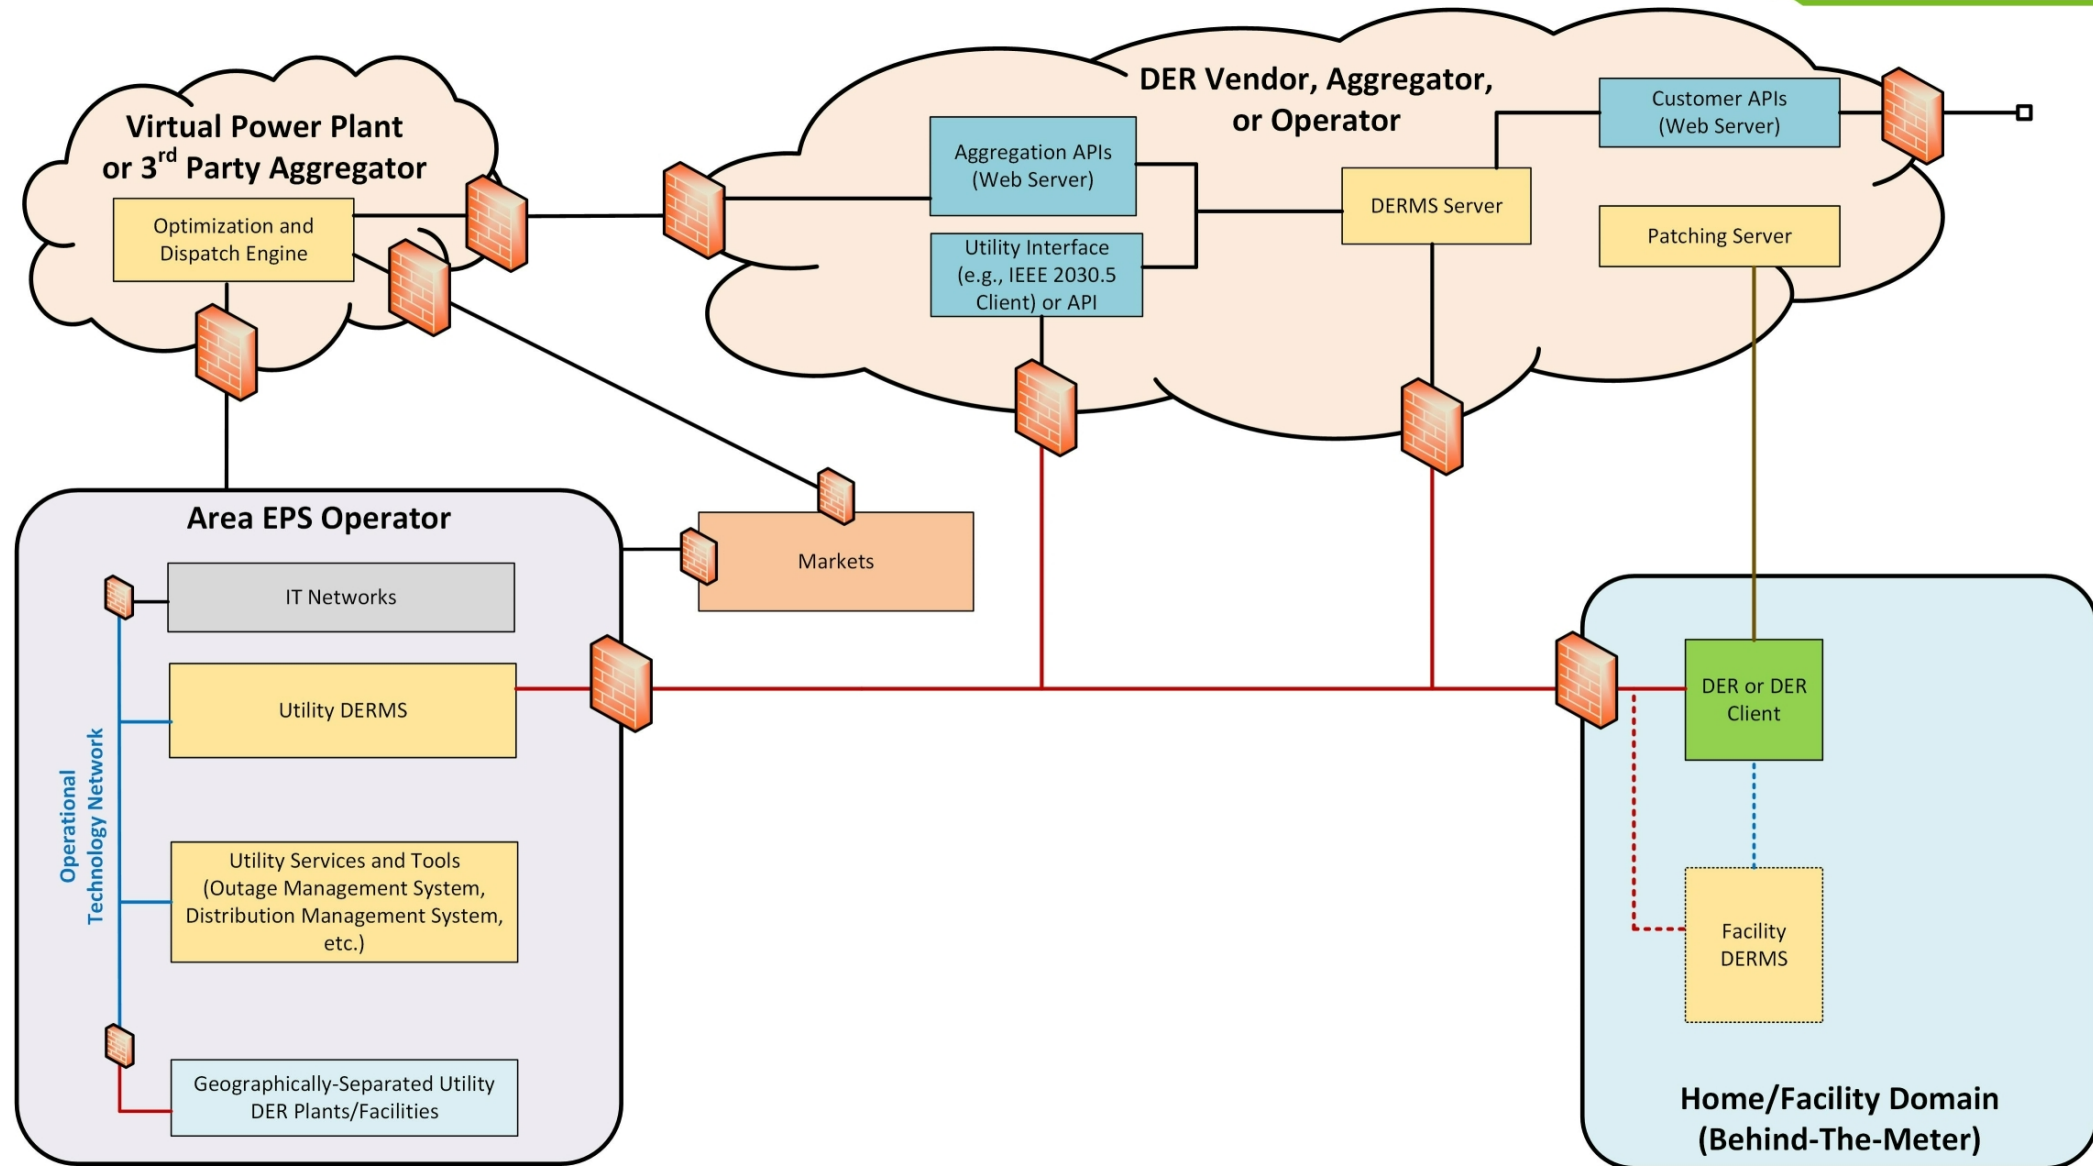 Virtual Power Plant
or 3rd Party Aggregator
Optimization and
Dispatch Engine
DER Vendor, Aggregator,
or Operator
Aggregation APIs
(Web Server)
Utility Interface
(e.g., IEEE 2030.5
Client) or API
DERMS Server
Customer APIs
(Web Server)
Patching Server
Area EPS Operator
IT Networks
Utility DERMS
Operational
Technology Network
Utility Services and Tools
(Outage Management System,
Distribution Management System,
etc.)
Geographically-Separated Utility
DER Plants/Facilities
Markets
DER or DER
Client
Facility
DERMS
Home/Facility Domain
(Behind-The-Meter)